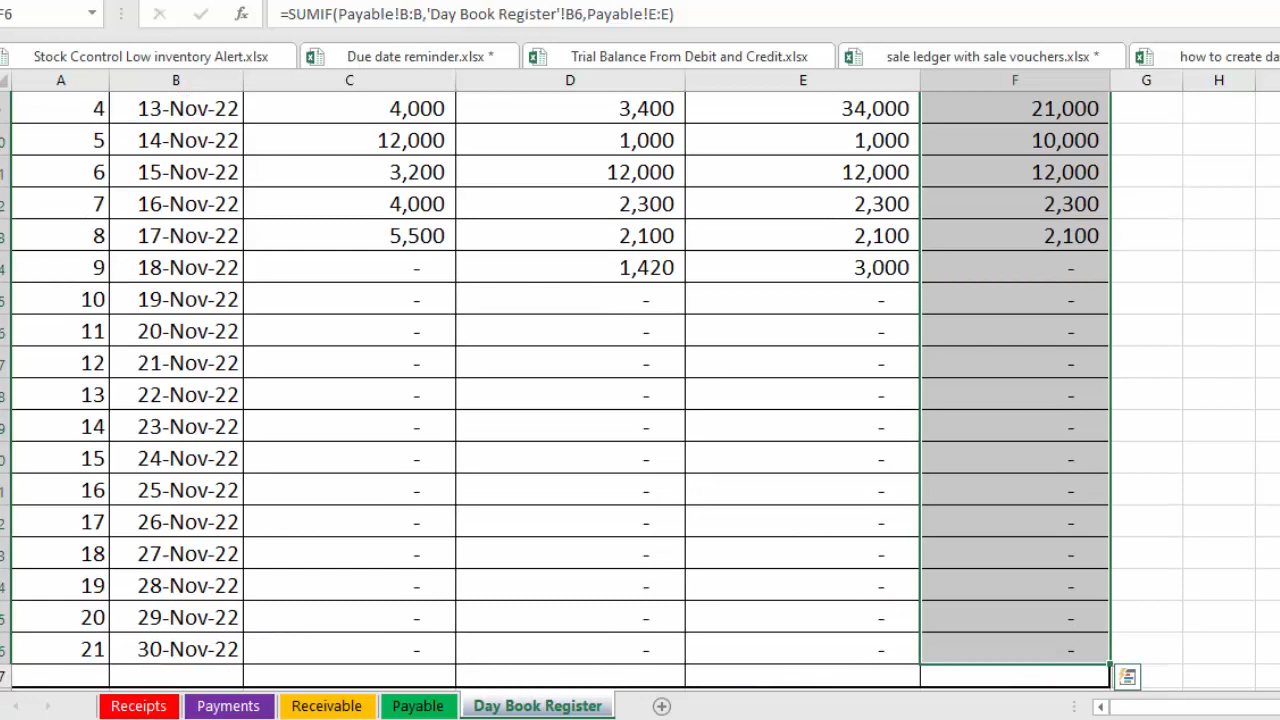 F6 =SUMIF(Payable!B:B,'Day Book Register'!B6,Payable!E:E)
Stock Ccontrol Low inventory Alert.xlsx Due date reminder.xlsx * Trial Balance From Debit and Credit.xlsx sale ledger with sale vouchers.xlsx * how to create da
A B C D E F G H
4 13-Nov-22 4,000 3,400 34,000 21,000
5 14-Nov-22 12,000 1,000 1,000 10,000
6 15-Nov-22 3,200 12,000 12,000 12,000
7 16-Nov-22 4,000 2,300 2,300 2,300
8 17-Nov-22 5,500 2,100 2,100 2,100
9 18-Nov-22 - 1,420 3,000 -
10 19-Nov-22 - - - -
11 20-Nov-22 - - - -
12 21-Nov-22 - - - -
13 22-Nov-22 - - - -
14 23-Nov-22 - - - -
15 24-Nov-22 - - - -
16 25-Nov-22 - - - -
17 26-Nov-22 - - - -
18 27-Nov-22 - - - -
19 28-Nov-22 - - - -
20 29-Nov-22 - - - -
21 30-Nov-22 - - - -
Receipts Payments Receivable Payable Day Book Register